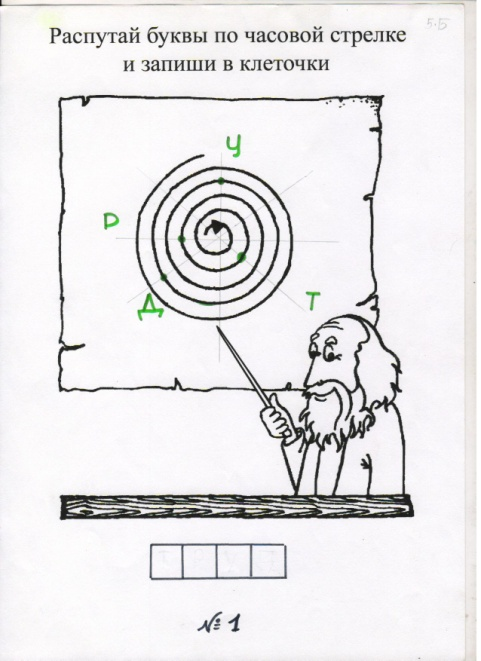 5-Б
Распутай буквы по часовой стрелке
и запиши в клеточки
У
Р
Д
Т
№ 1